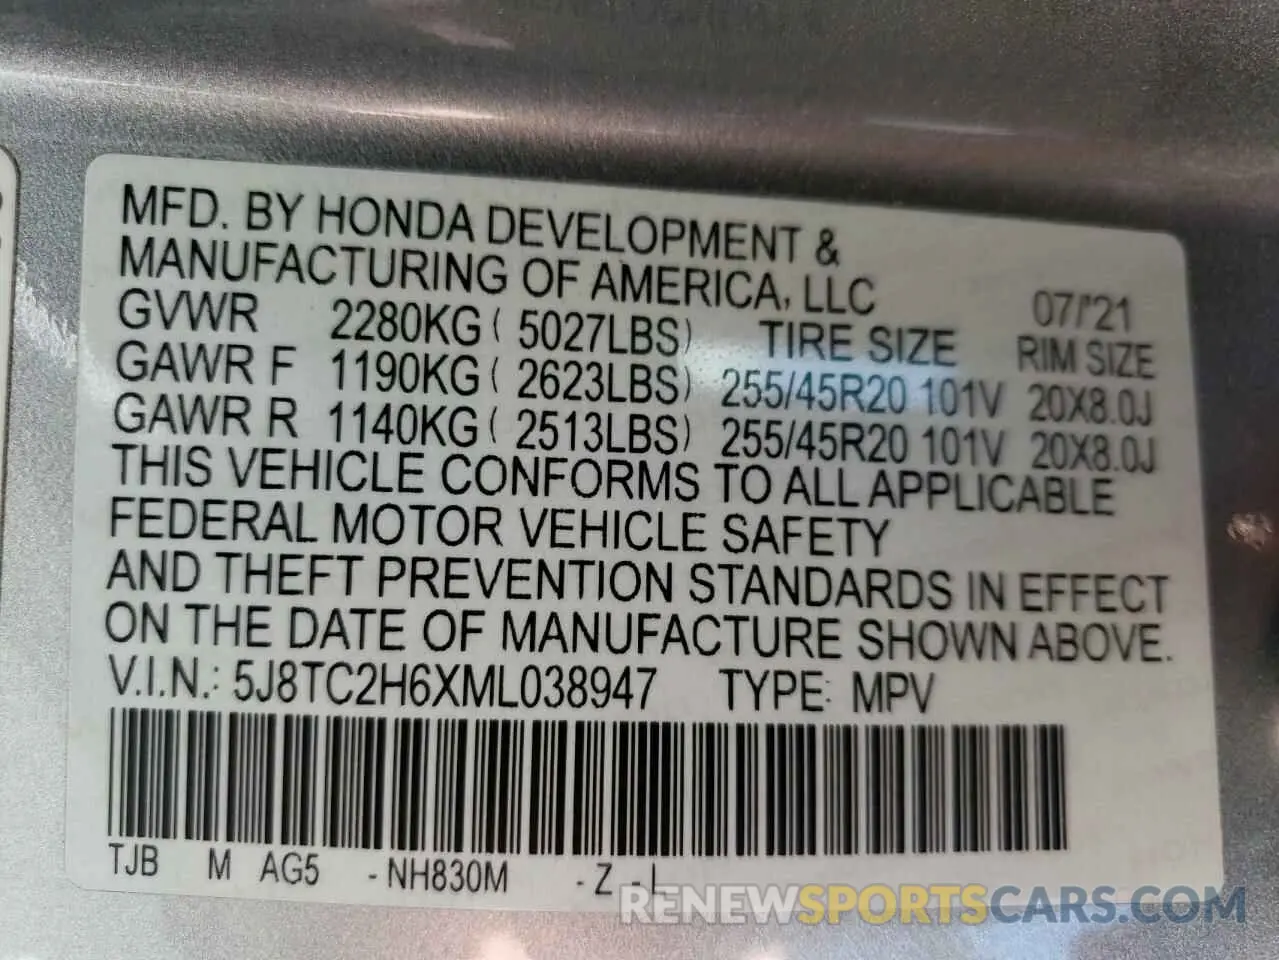 MFD. BY HONDA DEVELOPMENT &
MANUFACTURING OF AMERICA, LLC 07/'21
GVWR 2280KG ( 5027LBS) TIRE SIZE RIM SIZE
GAWR F 1190KG ( 2623LBS) 255/45R20 101V 20X8.0J
GAWR R 1140KG ( 2513LBS) 255/45R20 101V 20X8.0J
THIS VEHICLE CONFORMS TO ALL APPLICABLE
FEDERAL MOTOR VEHICLE SAFETY
AND THEFT PREVENTION STANDARDS IN EFFECT
ON THE DATE OF MANUFACTURE SHOWN ABOVE.
V.I.N.: 5J8TC2H6XML038947 TYPE: MPV
TJB M AG5 -NH830M -Z -L
RENEWSPORTSCARS.COM